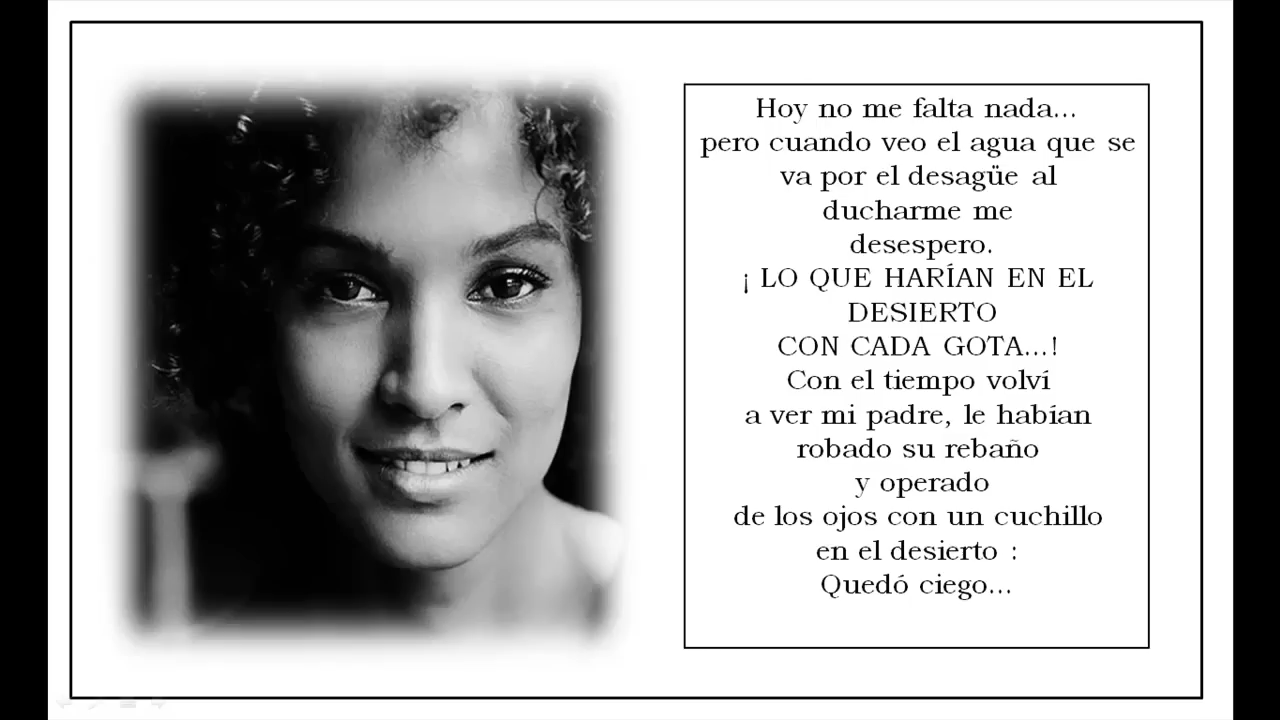 Hoy no me falta nada...
pero cuando veo el agua que se
va por el desagüe al
ducharme me
desespero.
¡ LO QUE HARÍAN EN EL
DESIERTO
CON CADA GOTA...!
Con el tiempo volví
a ver mi padre, le habían
robado su rebaño
y operado
de los ojos con un cuchillo
en el desierto :
Quedó ciego...